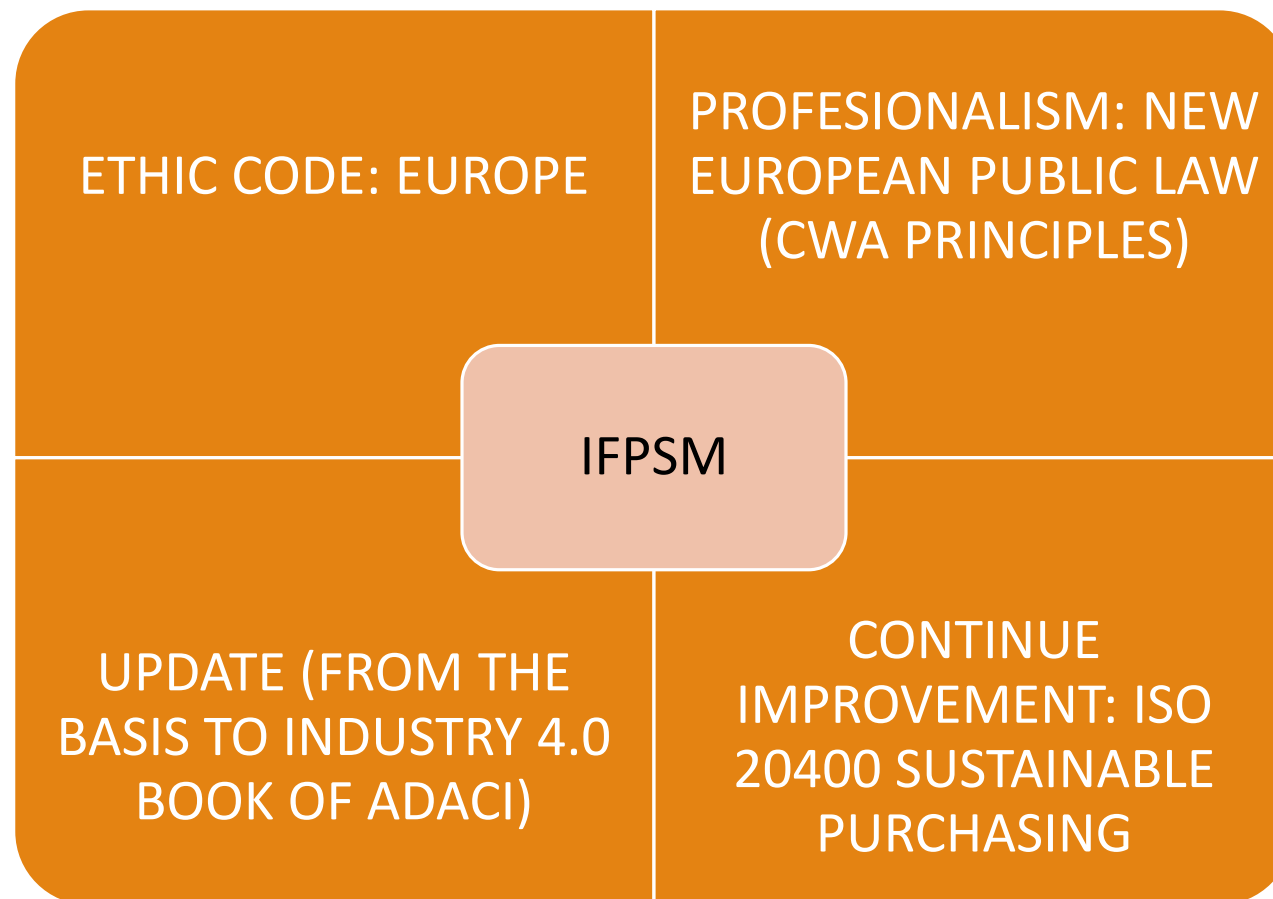 ETHIC CODE: EUROPE
PROFESIONALISM: NEW
EUROPEAN PUBLIC LAW
(CWA PRINCIPLES)
IFPSM
UPDATE (FROM THE
BASIS TO INDUSTRY 4.0
BOOK OF ADACI)
CONTINUE
IMPROVEMENT: ISO
20400 SUSTAINABLE
PURCHASING